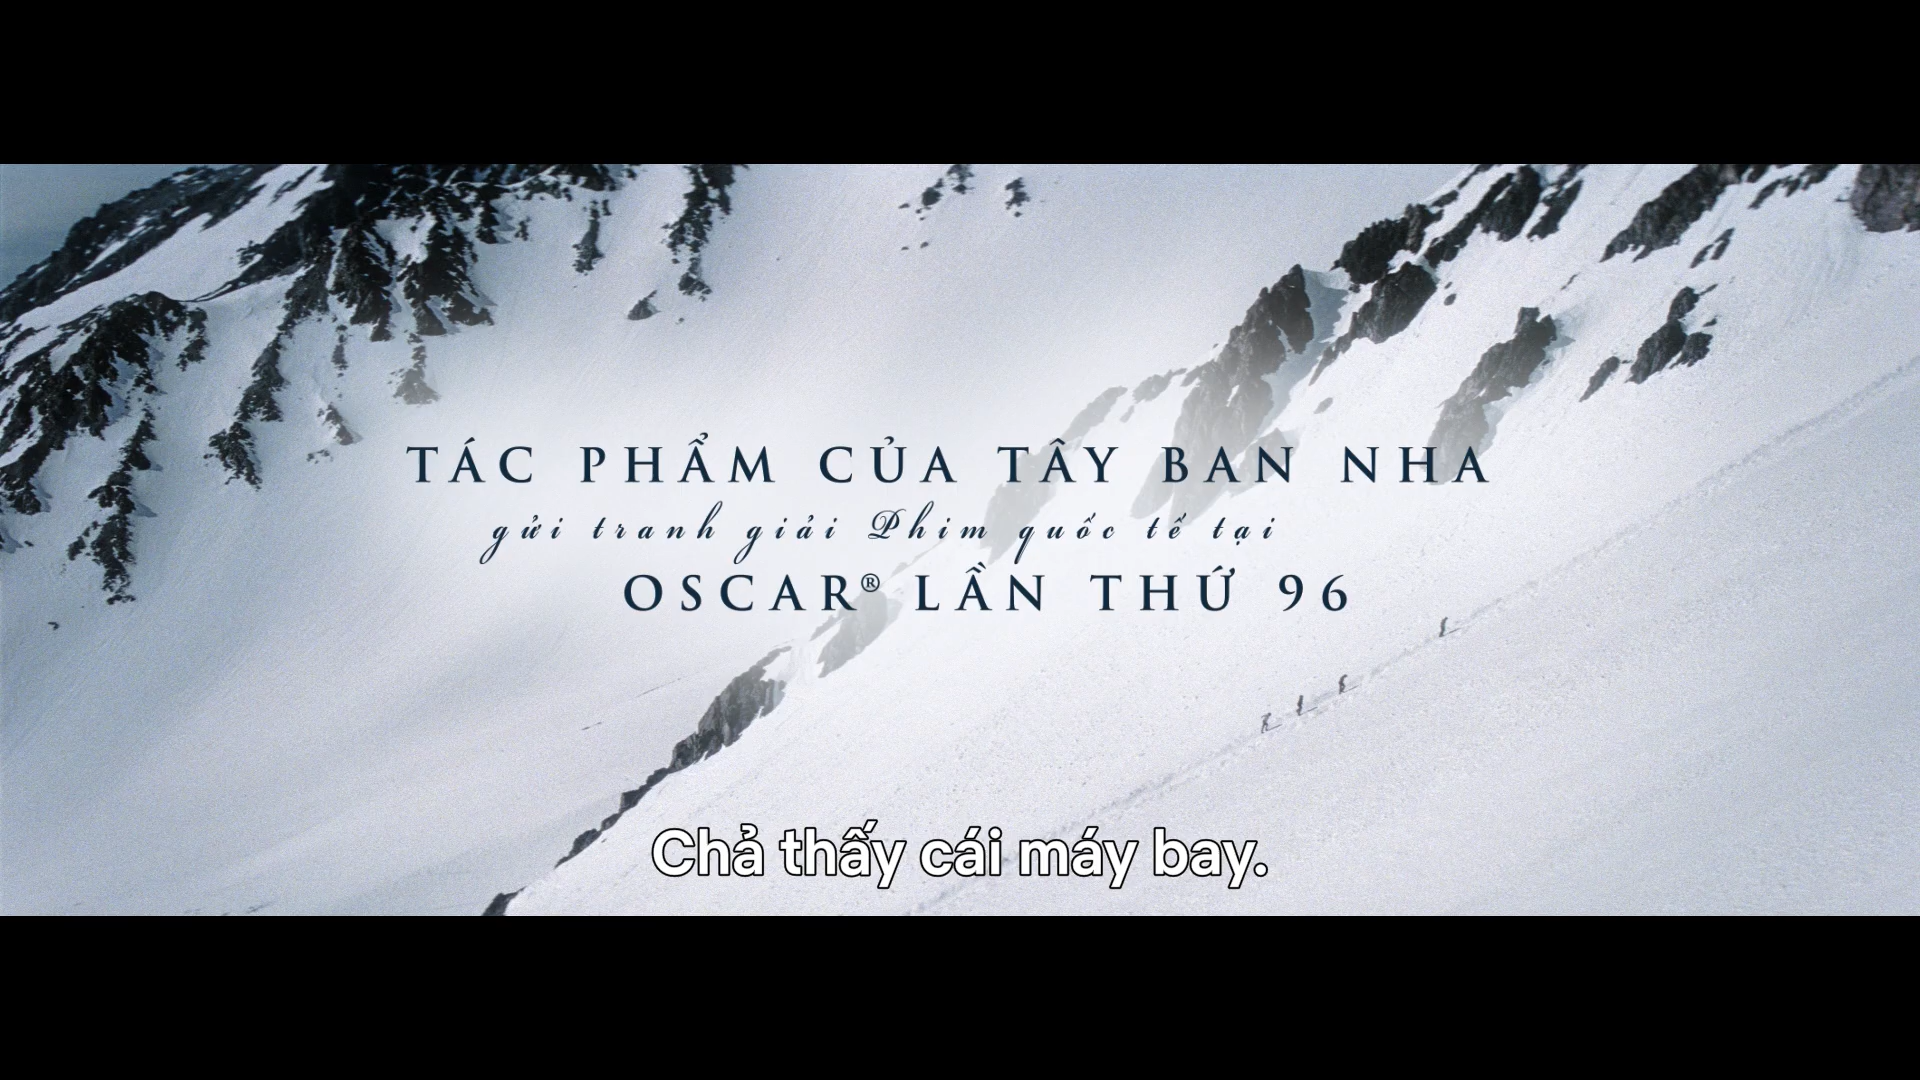 TÁC PHẨM CỦA TÂY BAN NHA
gửi tranh giải Phim quốc tế tại
OSCAR® LẦN THỨ 96
Chả thấy cái máy bay.